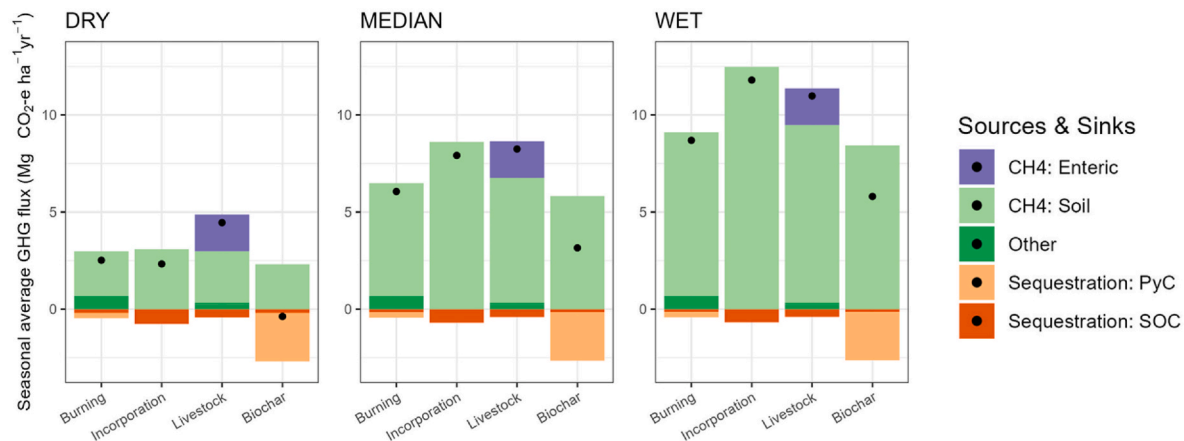 DRY
MEDIAN
WET
Seasonal average GHG flux (Mg CO₂-e ha⁻¹yr⁻¹)
10
5
0
Burning
Incorporation
Livestock
Biochar
10
5
0
Burning
Incorporation
Livestock
Biochar
10
5
0
Burning
Incorporation
Livestock
Biochar
Sources & Sinks
CH4: Enteric
CH4: Soil
Other
Sequestration: PyC
Sequestration: SOC